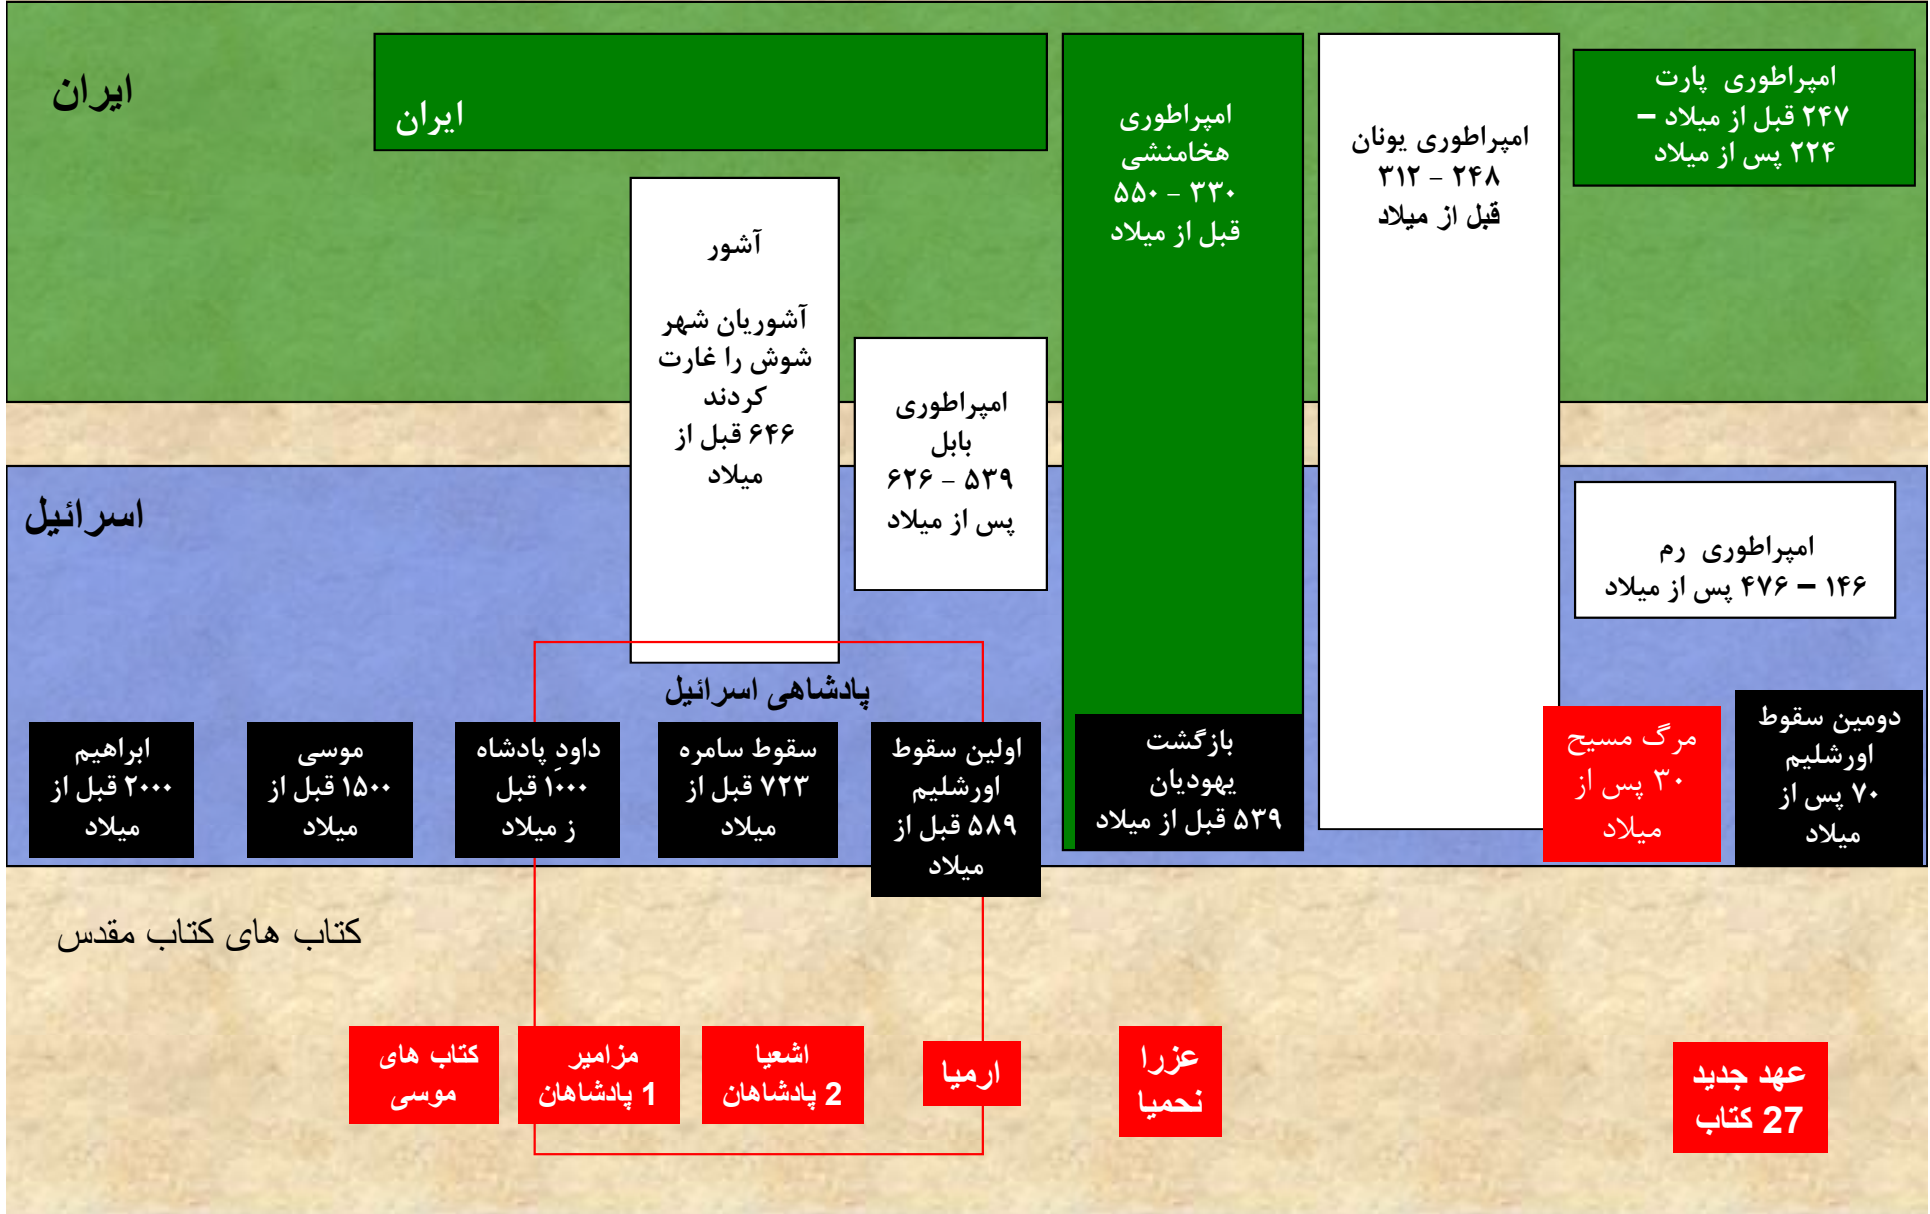 ایران
ایران
امپراطوری
هخامنشی
۵۵۰ – ۳۳۰
قبل از میلاد
امپراطوری یونان
۳۱۲ – ۲۴۸
قبل از میلاد
امپراطوری پارت
۲۴۷ قبل از میلاد –
۲۲۴ پس از میلاد
آشور
آشوریان شهر
شوش را غارت
کردند
۶۴۶ قبل از
میلاد
امپراطوری
بابل
۶۲۶ – ۵۳۹
پس از میلاد
اسرائیل
امپراطوری رم
۱۴۶ – ۴۷۶ پس از میلاد
پادشاهی اسرائیل
ابراهیم
۲۰۰۰ قبل از
میلاد
موسی
۱۵۰۰ قبل از
میلاد
داودِ پادشاه
۱۰۰۰ قبل
ز میلاد
سقوط سامره
۷۲۳ قبل از
میلاد
اولین سقوط
اورشلیم
۵۸۹ قبل از
میلاد
بازگشت
یهودیان
۵۳۹ قبل از میلاد
مرگ مسیح
۳۰ پس از
میلاد
دومین سقوط
اورشلیم
۷۰ پس از
میلاد
کتاب های کتاب مقدس
کتاب های
موسی
مزامیر
1 پادشاهان
اشعیا
2 پادشاهان
ارمیا
عزرا
نحمیا
عهد جدید
27 کتاب